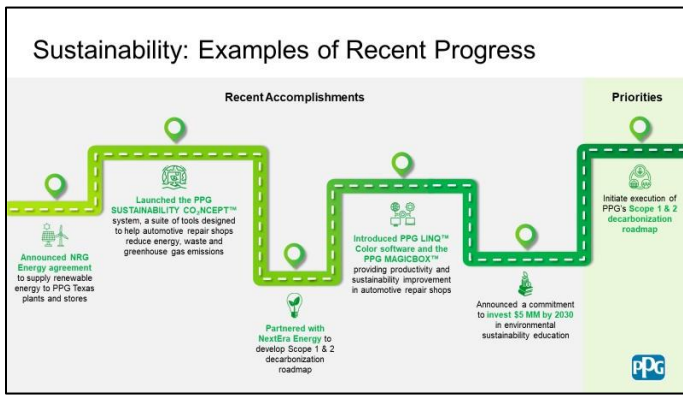 Sustainability: Examples of Recent Progress
Recent Accomplishments
Priorities
Announced NRG
Energy agreement
to supply renewable
energy to PPG Texas
plants and stores
Launched the PPG
SUSTAINABILITY CO₂NCEPT™
system, a suite of tools designed
to help automotive repair shops
reduce energy, waste and
greenhouse gas emissions
Partnered with
NextEra Energy to
develop Scope 1 & 2
decarbonization
roadmap
Introduced PPG LINQ™
Color software and the
PPG MAGICBOX™
providing productivity and
sustainability improvement
in automotive repair shops
Announced a commitment
to invest $5 MM by 2030
in environmental
sustainability education
Initiate execution of
PPG's Scope 1 & 2
decarbonization
roadmap
PPG